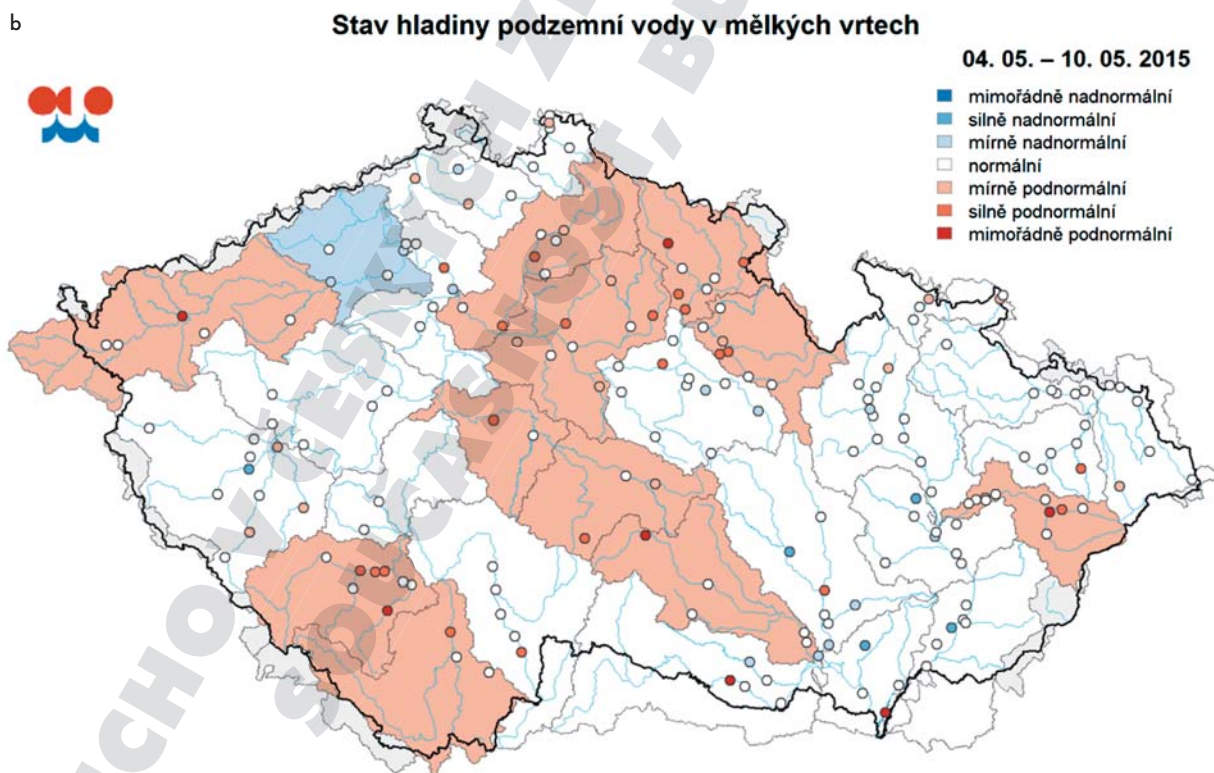 b
Stav hladiny podzemní vody v mělkých vrtech
04. 05. – 10. 05. 2015
mimořádně nadnormální
silně nadnormální
mírně nadnormální
normální
mírně podnormální
silně podnormální
mimořádně podnormální